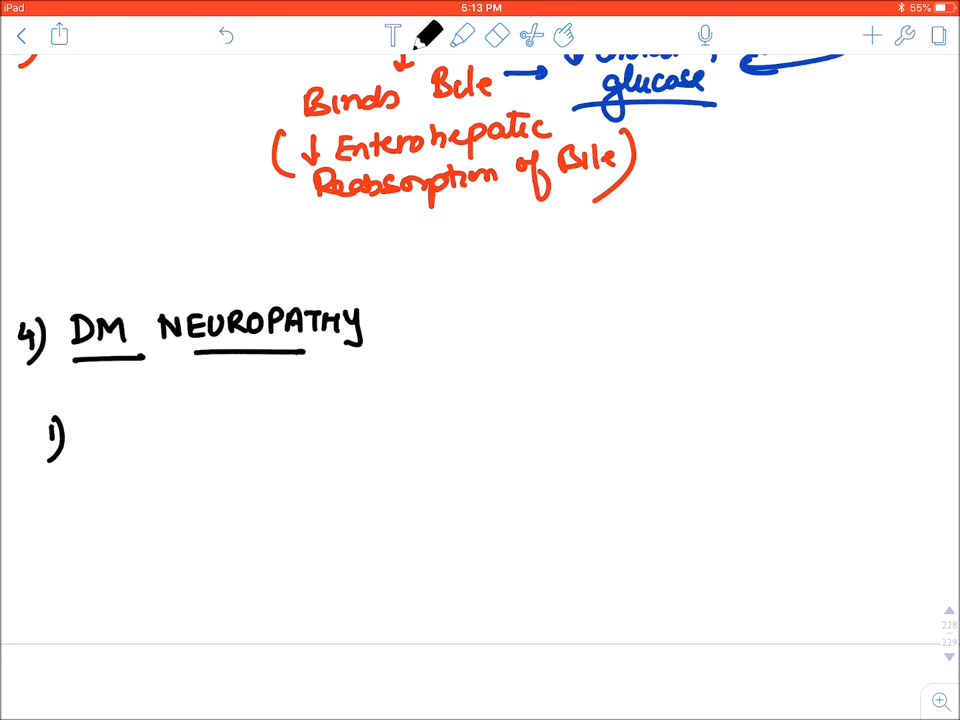 iPad 5:13 PM 55%
T
Binds Bile → glucose
(↓ Enterohepatic
Reabsorption of Bile)
4) DM NEUROPATHY
1)
228
229